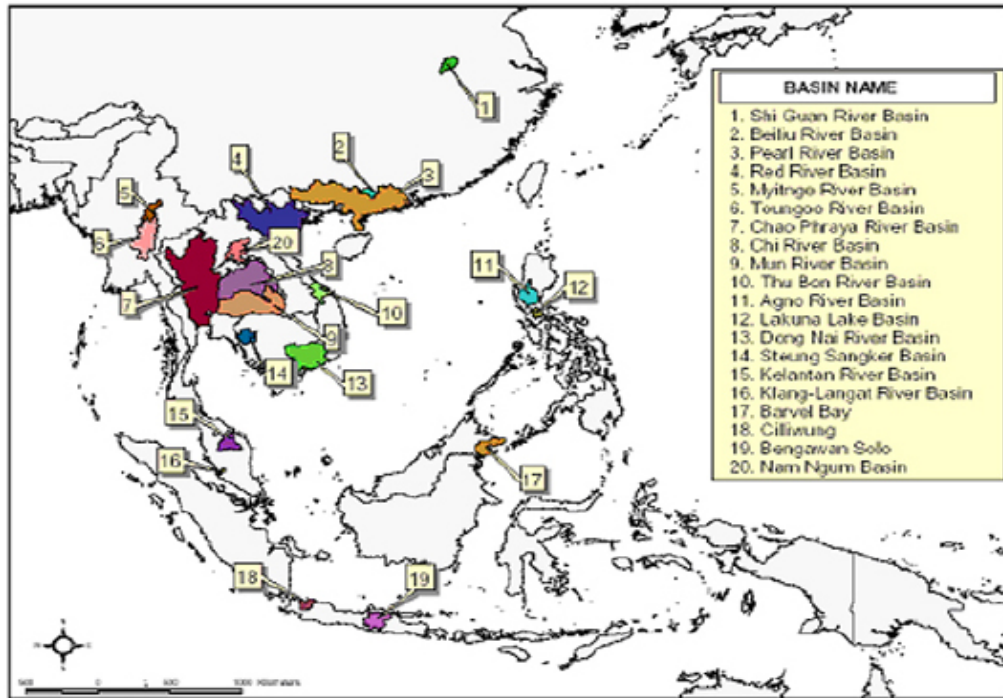 1
2
3
4
5
6
20
8
7
10
9
11
12
14
13
15
16
17
18
19
BASIN NAME
1. Shi Guan River Basin
2. Beiliu River Basin
3. Pearl River Basin
4. Red River Basin
5. Myitnge River Basin
6. Toungoo River Basin
7. Chao Phraya River Basin
8. Chi River Basin
9. Mun River Basin
10. Thu Bon River Basin
11. Agno River Basin
12. Lakuna Lake Basin
13. Dong Nai River Basin
14. Steung Sangker Basin
15. Kelantan River Basin
16. Klang-Langat River Basin
17. Barvel Bay
18. Cilliwung
19. Bengawan Solo
20. Nam Ngum Basin
500 0 500 1000 Kilometers